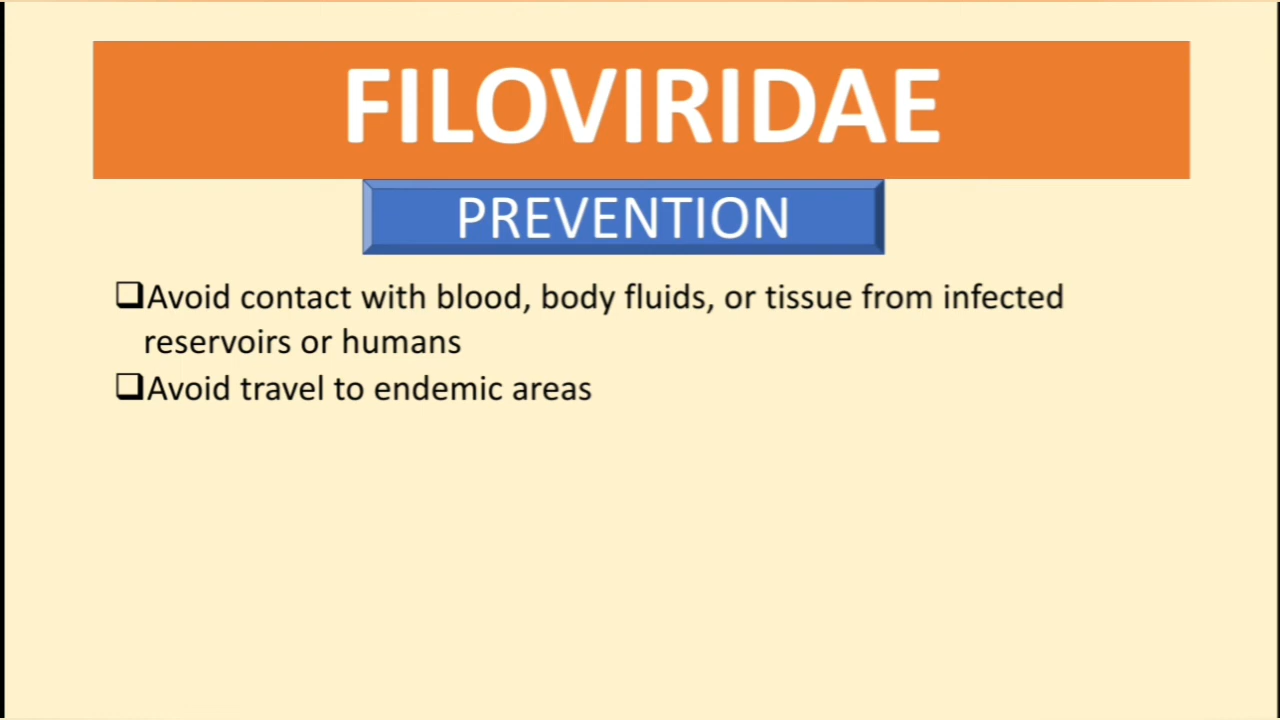 FILOVIRIDAE
PREVENTION
❑Avoid contact with blood, body fluids, or tissue from infected
reservoirs or humans
❑Avoid travel to endemic areas